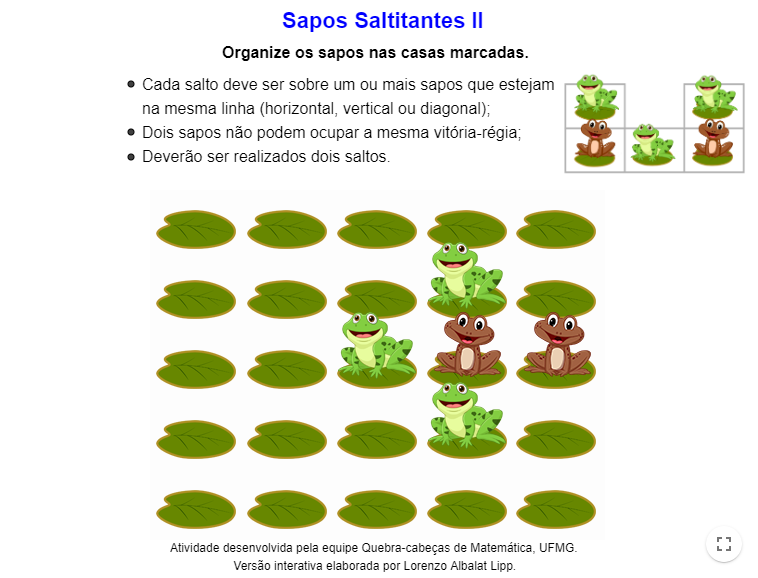 Sapos Saltitantes II
Organize os sapos nas casas marcadas.
Cada salto deve ser sobre um ou mais sapos que estejam
na mesma linha (horizontal, vertical ou diagonal);
Dois sapos não podem ocupar a mesma vitória-régia;
Deverão ser realizados dois saltos.
Atividade desenvolvida pela equipe Quebra-cabeças de Matemática, UFMG.
Versão interativa elaborada por Lorenzo Albalat Lipp.